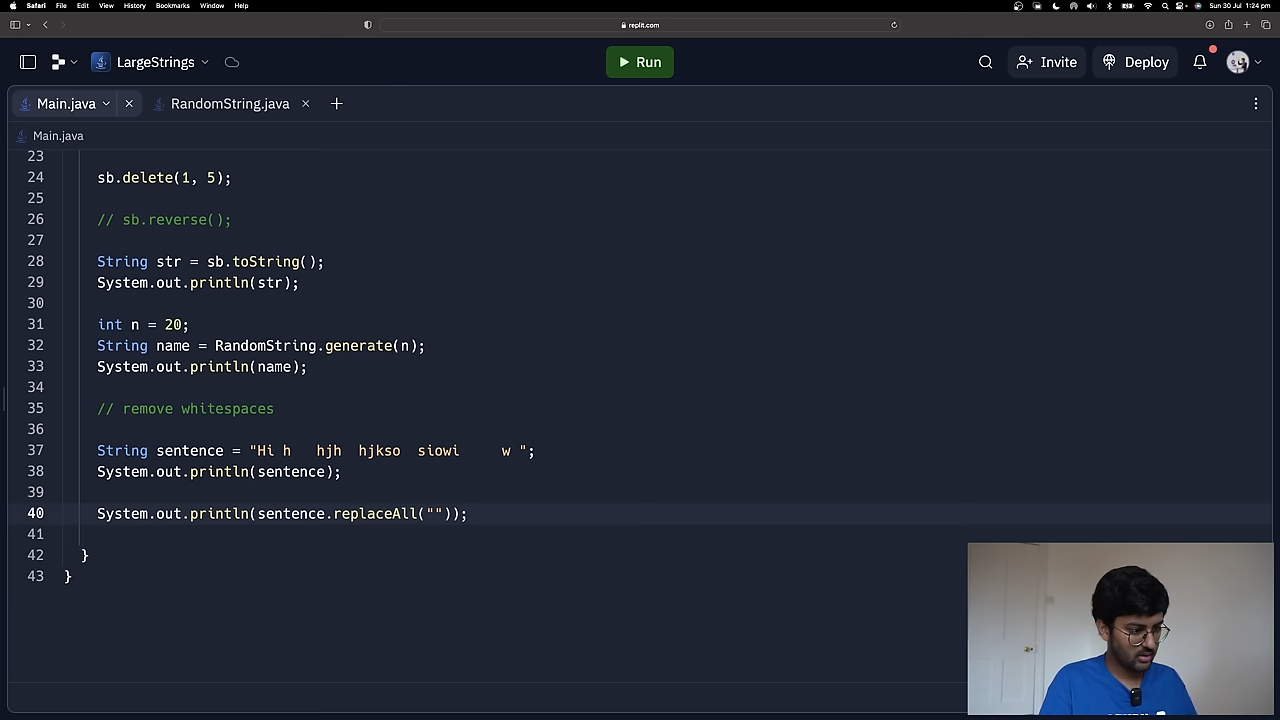 Safari File Edit View History Bookmarks Window Help Sun 30 Jul 1:24 pm
replit.com
LargeStrings Run Invite Deploy
Main.java RandomString.java
Main.java
23
24 sb.delete(1, 5);
25
26 // sb.reverse();
27
28 String str = sb.toString();
29 System.out.println(str);
30
31 int n = 20;
32 String name = RandomString.generate(n);
33 System.out.println(name);
34
35 // remove whitespaces
36
37 String sentence = "Hi h   hjh  hjkso  siowi     w ";
38 System.out.println(sentence);
39
40 System.out.println(sentence.replaceAll(""));
41
42 }
43 }